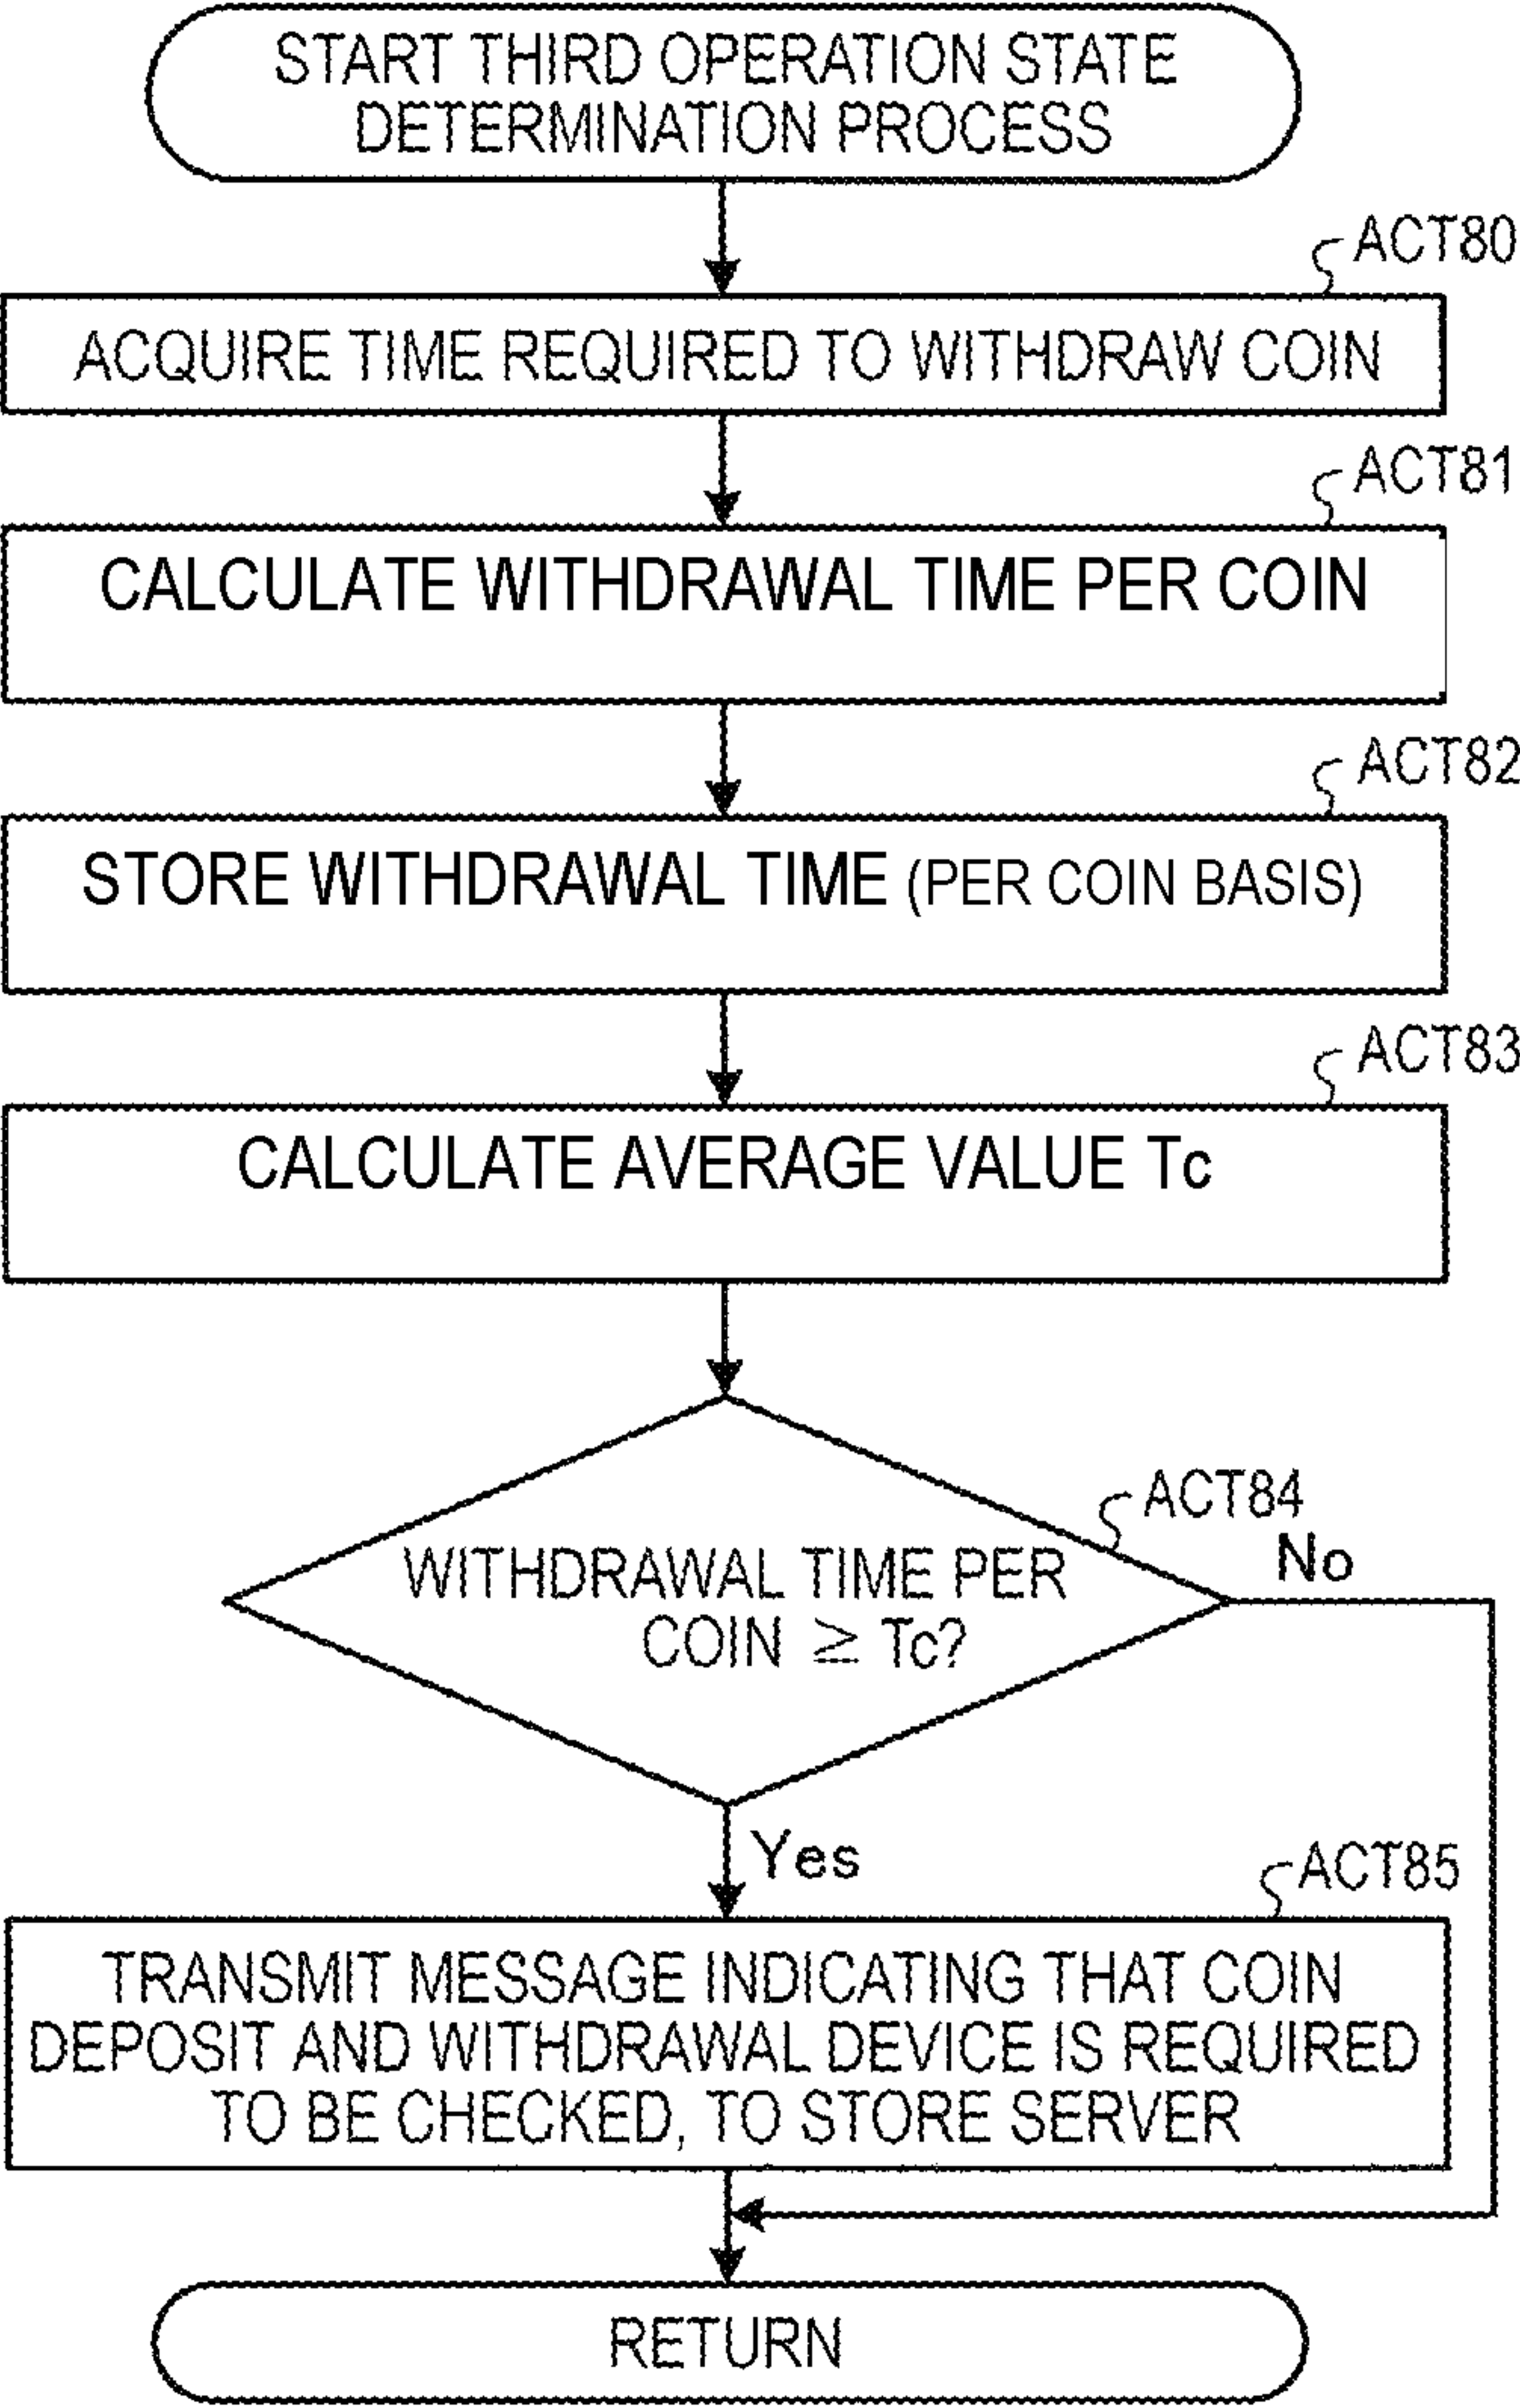 START THIRD OPERATION STATE
DETERMINATION PROCESS
ACT80
ACQUIRE TIME REQUIRED TO WITHDRAW COIN
ACT81
CALCULATE WITHDRAWAL TIME PER COIN
ACT82
STORE WITHDRAWAL TIME (PER COIN BASIS)
ACT83
CALCULATE AVERAGE VALUE Tc
ACT84
No
WITHDRAWAL TIME PER
COIN ≧ Tc?
Yes
ACT85
TRANSMIT MESSAGE INDICATING THAT COIN
DEPOSIT AND WITHDRAWAL DEVICE IS REQUIRED
TO BE CHECKED, TO STORE SERVER
RETURN